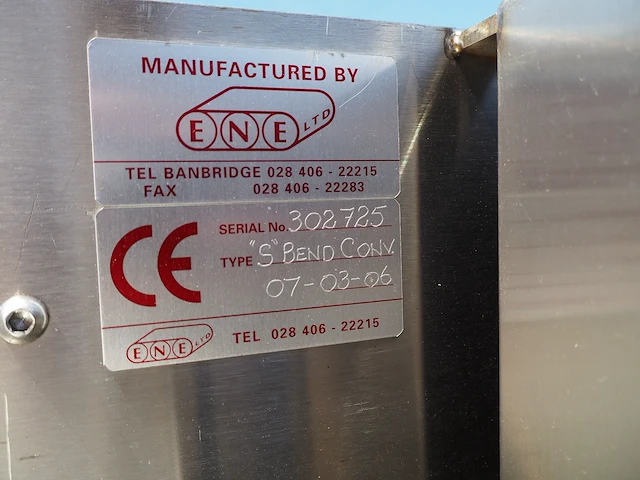 MANUFACTURED BY
ENE LTD
TEL BANBRIDGE 028 406 - 22215
FAX 028 406 - 22283
CE
SERIAL No. 302725
TYPE "S" BEND CONV.
07-03-06
ENE LTD
TEL 028 406 - 22215